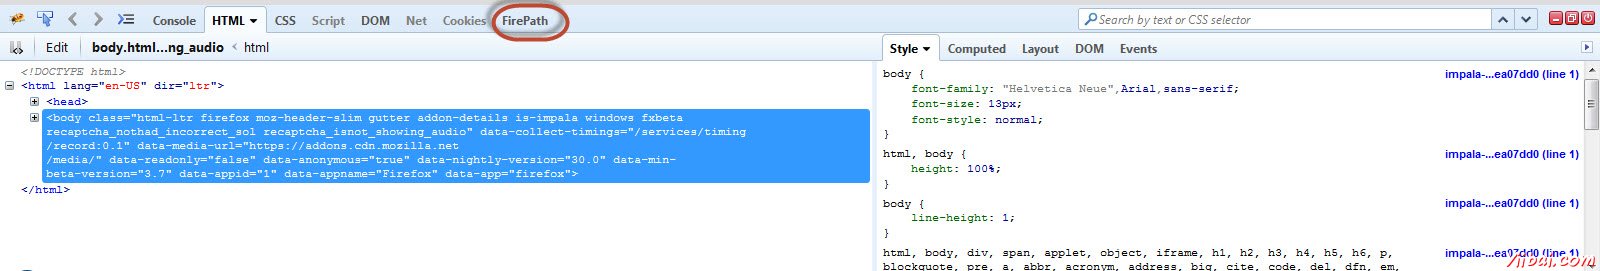 Console HTML CSS Script DOM Net Cookies FirePath Search by text or CSS selector
Edit body.html...ng_audio < html
Style Computed Layout DOM Events
<!DOCTYPE html>
<html lang="en-US" dir="ltr">
<head>
<body class="html-ltr firefox moz-header-slim gutter addon-details is-impala windows fxbeta
recaptcha_nothad_incorrect_sol recaptcha_isnot_showing_audio" data-collect-timings="/services/timing
/record:0.1" data-media-url="https://addons.cdn.mozilla.net
/media/" data-readonly="false" data-anonymous="true" data-nightly-version="30.0" data-min-
beta-version="3.7" data-appid="1" data-appname="Firefox" data-app="firefox">
</html>
body { impala-...ea07dd0 (line 1)
font-family: "Helvetica Neue",Arial,sans-serif;
font-size: 13px;
font-style: normal;
}
html, body { impala-...ea07dd0 (line 1)
height: 100%;
}
body { impala-...ea07dd0 (line 1)
line-height: 1;
}
html, body, div, span, applet, object, iframe, h1, h2, h3, h4, h5, h6, p, impala-...ea07dd0 (line 1)
blockquote, pre, a, abbr, acronym, address, big, cite, code, del, dfn, em,
Yiibai.com